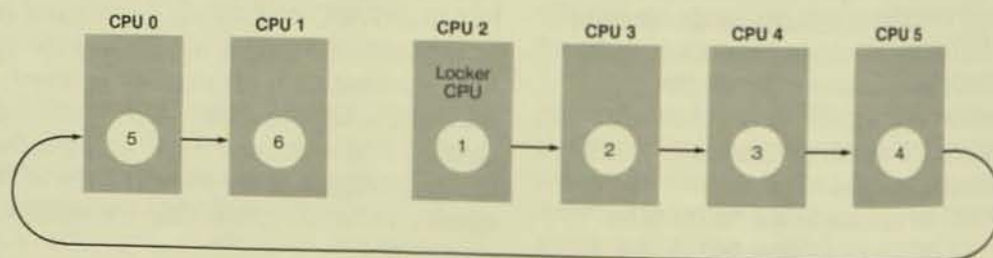 CPU 0 CPU 1 CPU 2 CPU 3 CPU 4 CPU 5
Locker
CPU
5 6 1 2 3 4